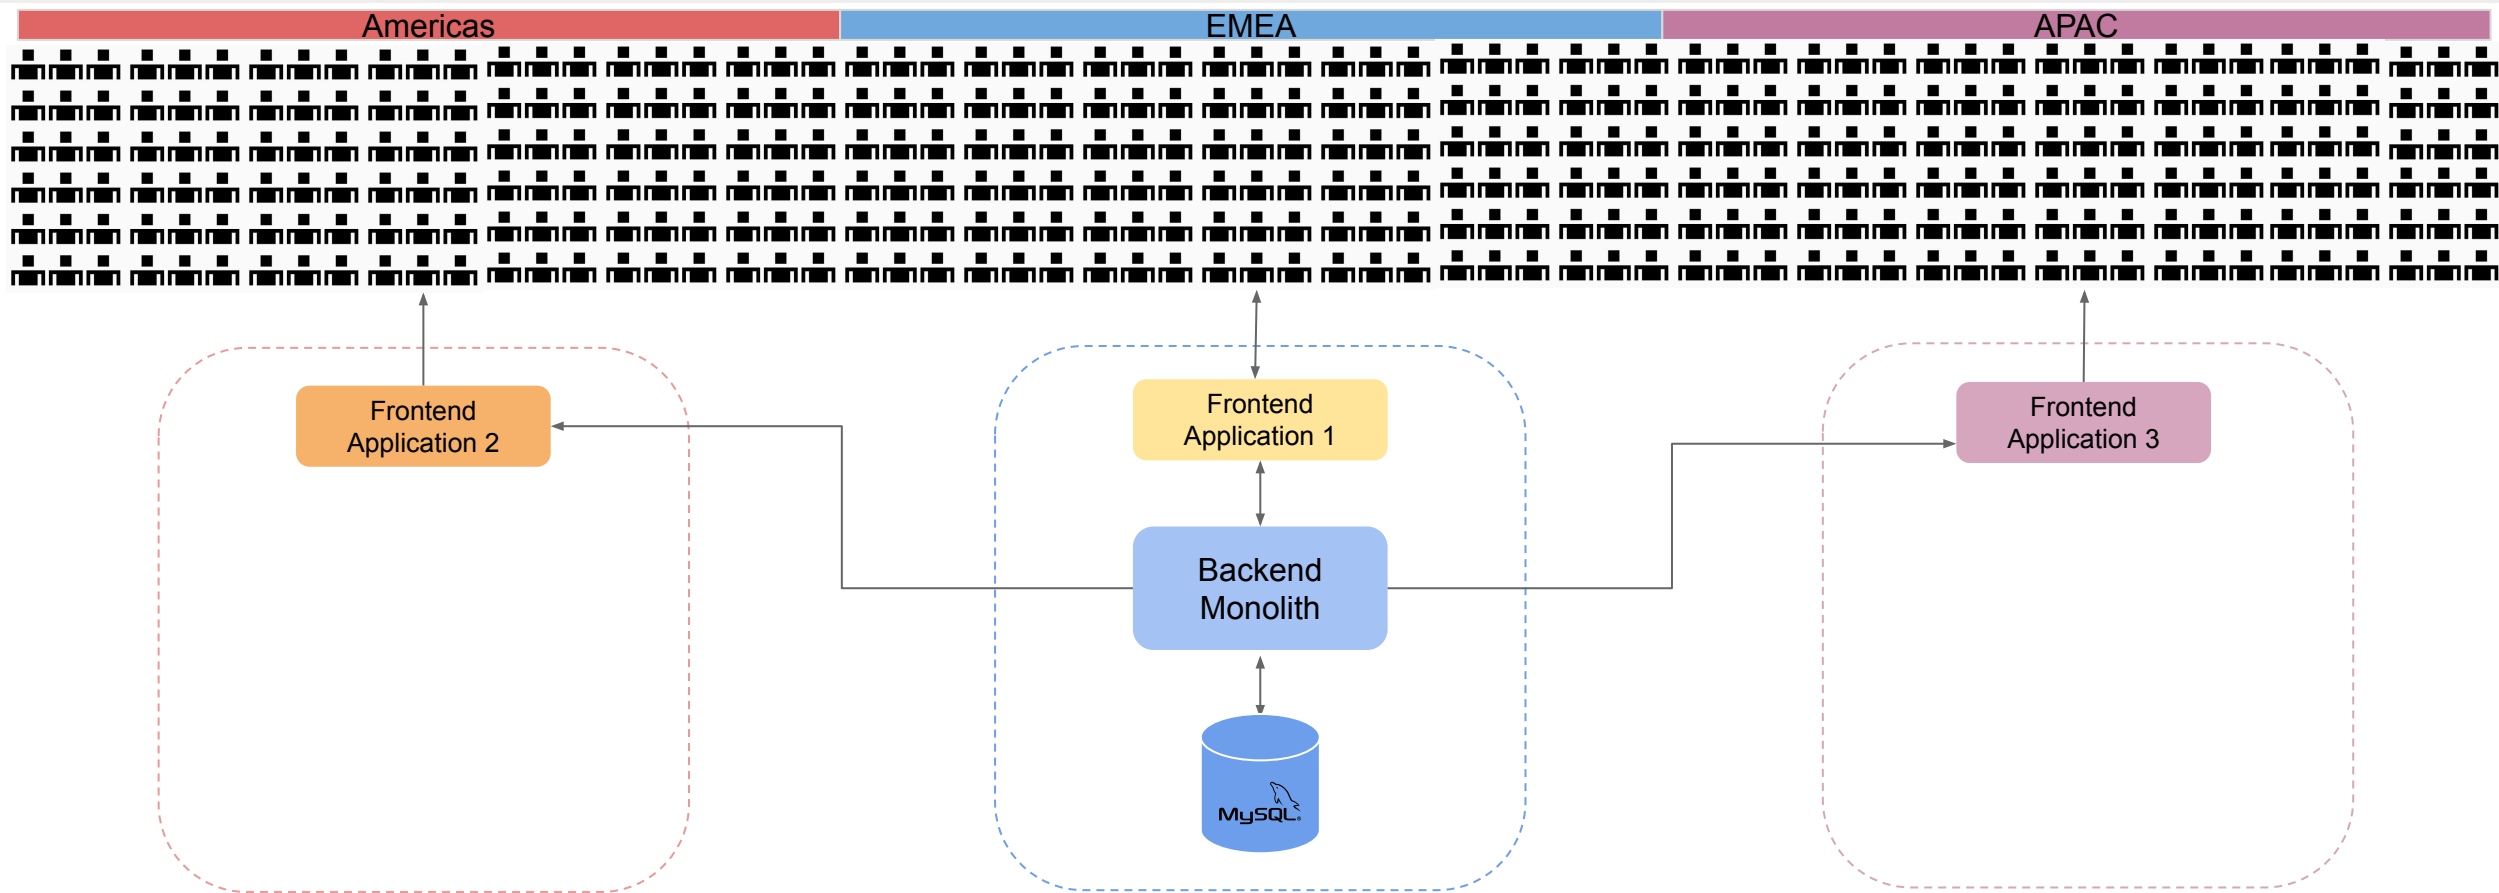 Americas
EMEA
APAC
Frontend
Application 2
Frontend
Application 1
Frontend
Application 3
Backend
Monolith
MySQL®